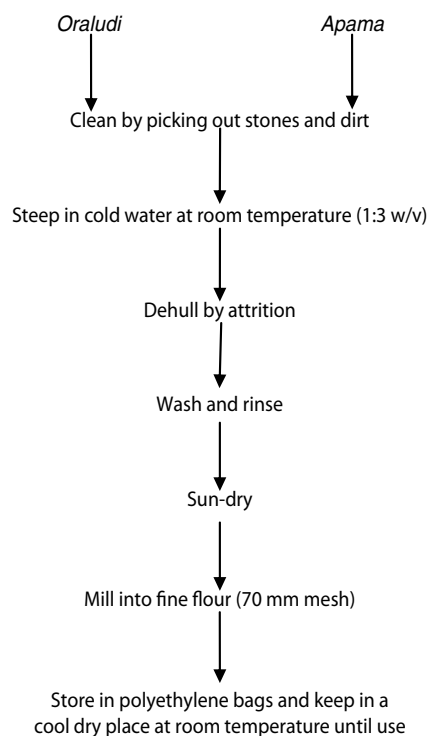 Oraludi Apama
Clean by picking out stones and dirt
Steep in cold water at room temperature (1:3 w/v)
Dehull by attrition
Wash and rinse
Sun-dry
Mill into fine flour (70 mm mesh)
Store in polyethylene bags and keep in a
cool dry place at room temperature until use